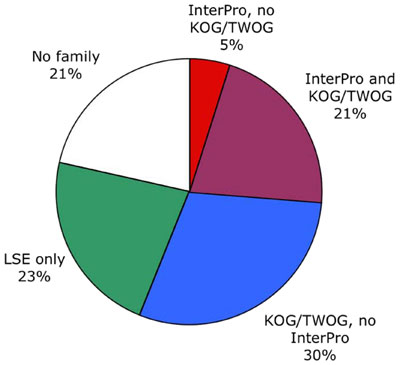 InterPro, no
KOG/TWOG
5%
InterPro and
KOG/TWOG
21%
KOG/TWOG, no
InterPro
30%
LSE only
23%
No family
21%